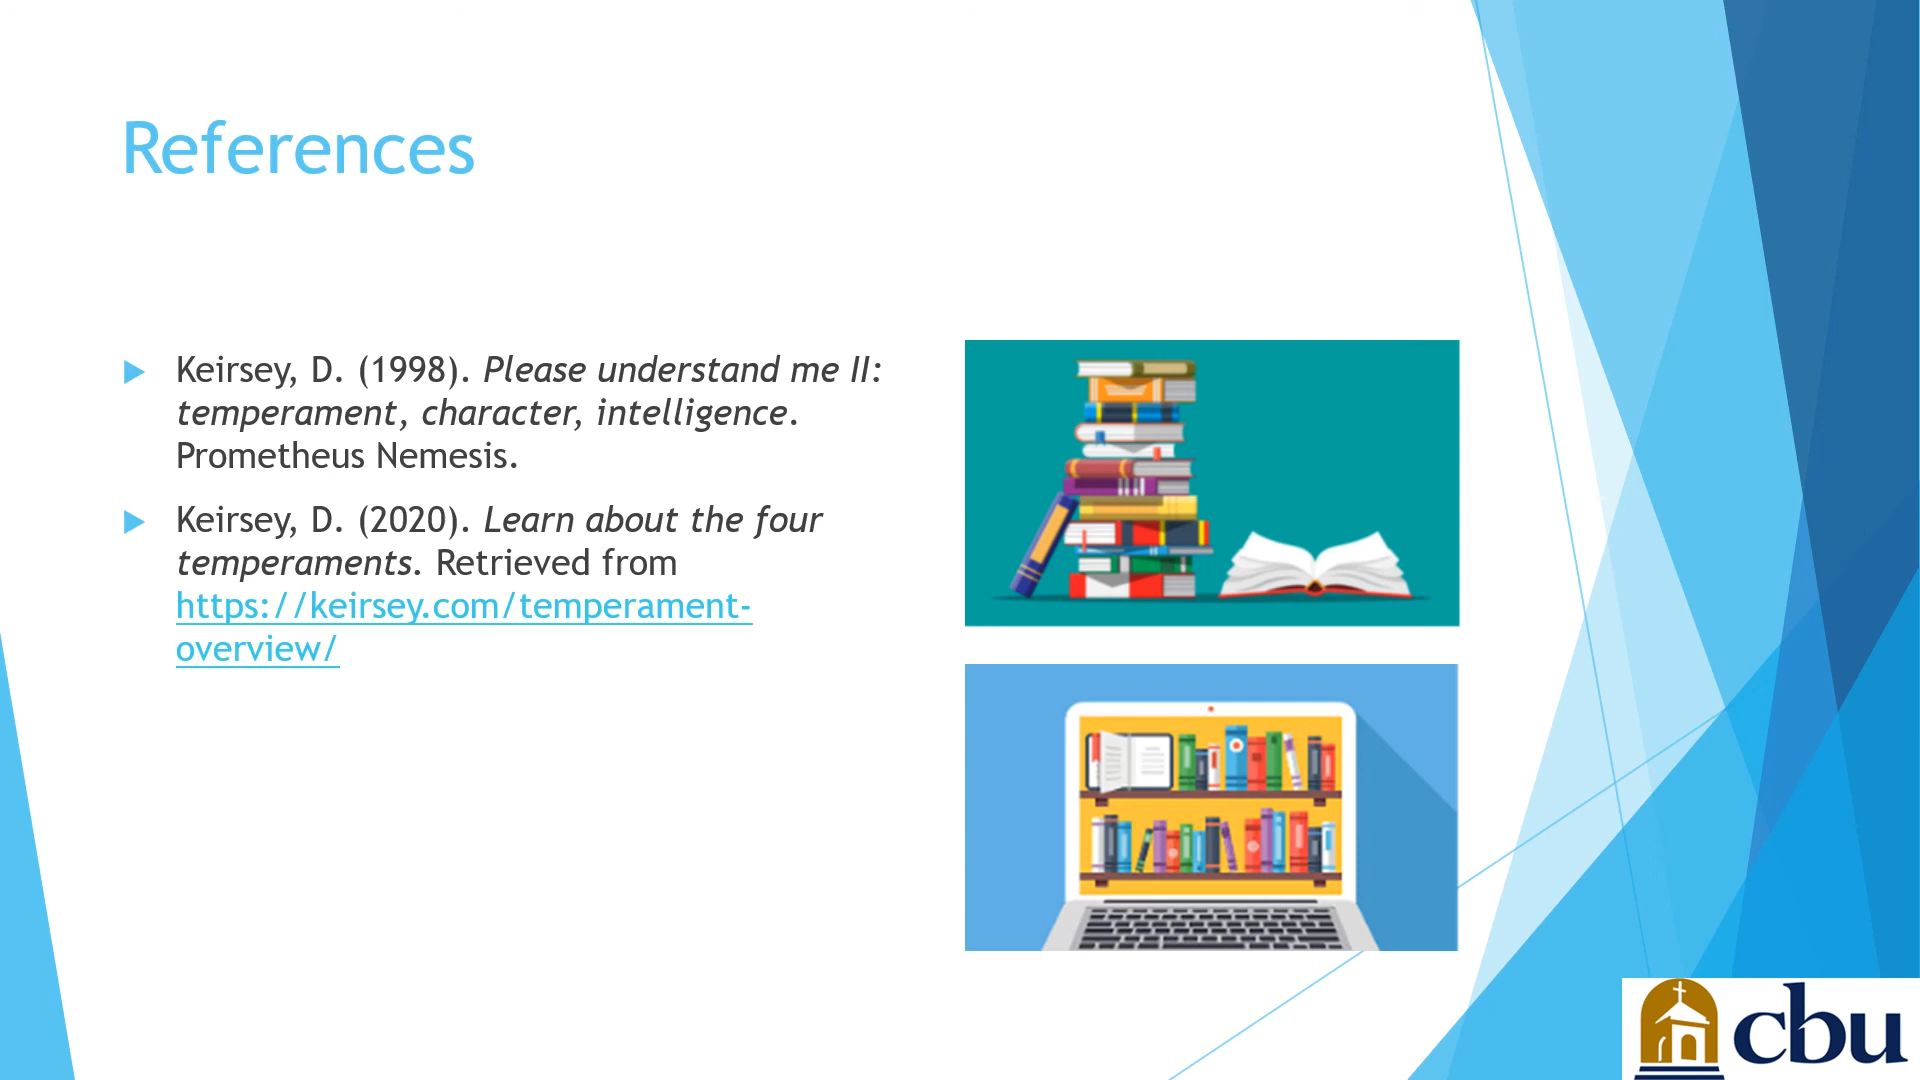 References
Keirsey, D. (1998). Please understand me II:
temperament, character, intelligence.
Prometheus Nemesis.
Keirsey, D. (2020). Learn about the four
temperaments. Retrieved from
https://keirsey.com/temperament-
overview/
cbu